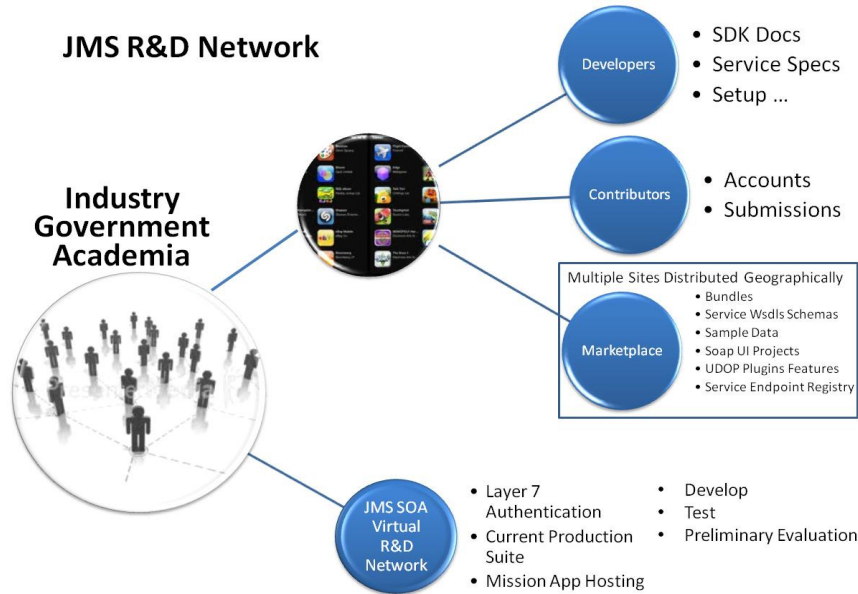 JMS R&D Network
Industry
Government
Academia
Developers
• SDK Docs
• Service Specs
• Setup ...
Contributors
• Accounts
• Submissions
Multiple Sites Distributed Geographically
Marketplace
• Bundles
• Service Wsdls Schemas
• Sample Data
• Soap UI Projects
• UDOP Plugins Features
• Service Endpoint Registry
JMS SOA
Virtual
R&D
Network
• Layer 7
Authentication
• Current Production
Suite
• Mission App Hosting
• Develop
• Test
• Preliminary Evaluation